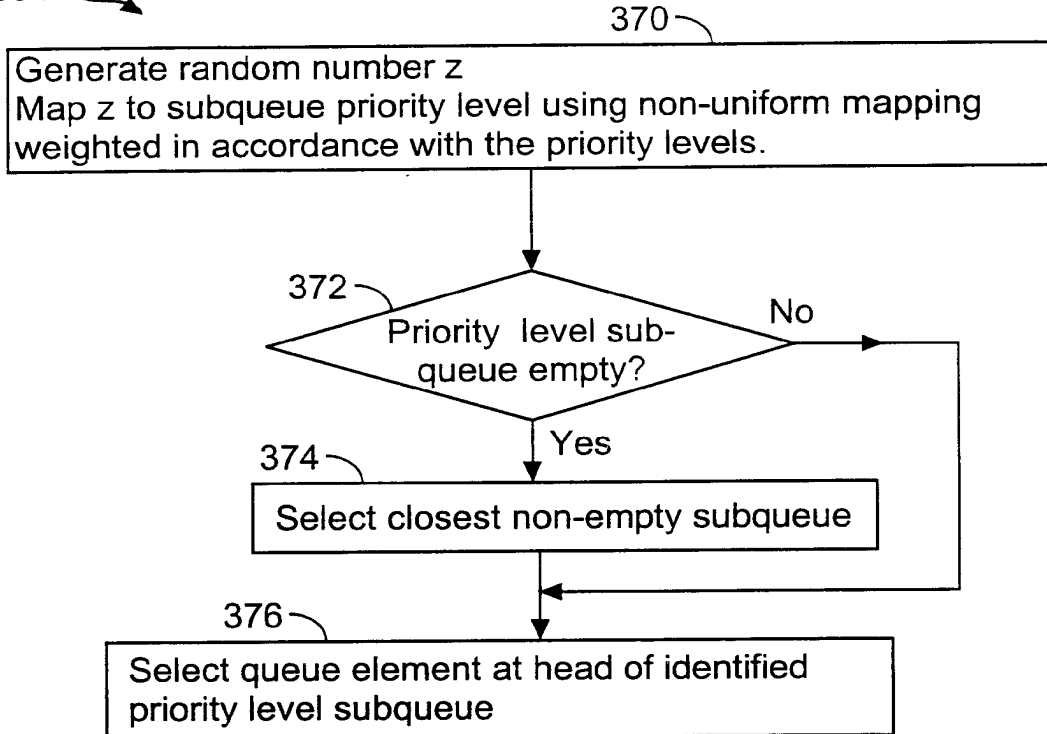 370
Generate random number z
Map z to subqueue priority level using non-uniform mapping
weighted in accordance with the priority levels.
372
Priority level sub-
queue empty?
No
Yes
374
Select closest non-empty subqueue
376
Select queue element at head of identified
priority level subqueue